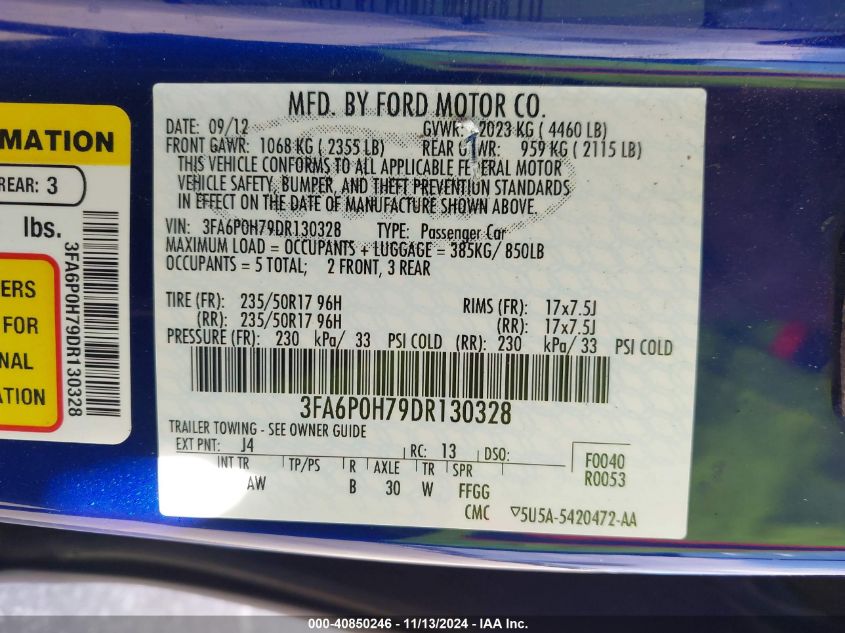 RMATION
REAR: 3
lbs.
3FA6P0H79DR130328
ERS
FOR
NAL
ATION
MFD. BY FORD MOTOR CO.
DATE: 09/12 GVWR: 2023 KG ( 4460 LB)
FRONT GAWR: 1068 KG ( 2355 LB) REAR GAWR: 959 KG ( 2115 LB)
THIS VEHICLE CONFORMS TO ALL APPLICABLE FEDERAL MOTOR
VEHICLE SAFETY, BUMPER, AND THEFT PREVENTION STANDARDS
IN EFFECT ON THE DATE OF MANUFACTURE SHOWN ABOVE.
VIN: 3FA6P0H79DR130328 TYPE: Passenger Car
MAXIMUM LOAD = OCCUPANTS + LUGGAGE = 385KG/ 850LB
OCCUPANTS = 5 TOTAL; 2 FRONT, 3 REAR
TIRE (FR): 235/50R17 96H RIMS (FR): 17x7.5J
(RR): 235/50R17 96H (RR): 17x7.5J
PRESSURE (FR): 230 kPa/ 33 PSI COLD (RR): 230 kPa/ 33 PSI COLD
3FA6P0H79DR130328
TRAILER TOWING - SEE OWNER GUIDE
EXT PNT: J4 RC: 13 DSO: F0040
R0053
INT TR TP/PS R AXLE TR SPR
AW B 30 W FFGG
CMC ▽5U5A-5420472-AA
000-40850246 - 11/13/2024 - IAA Inc.